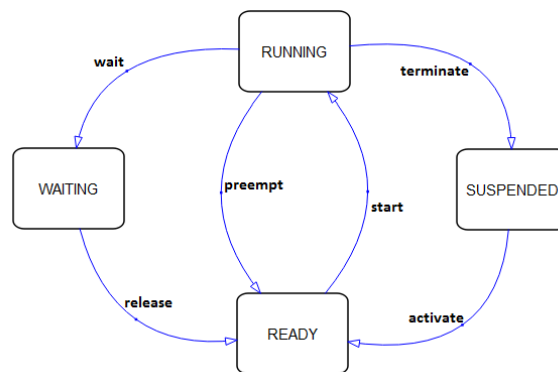 RUNNING
wait
terminate
WAITING
preempt
start
SUSPENDED
release
activate
READY